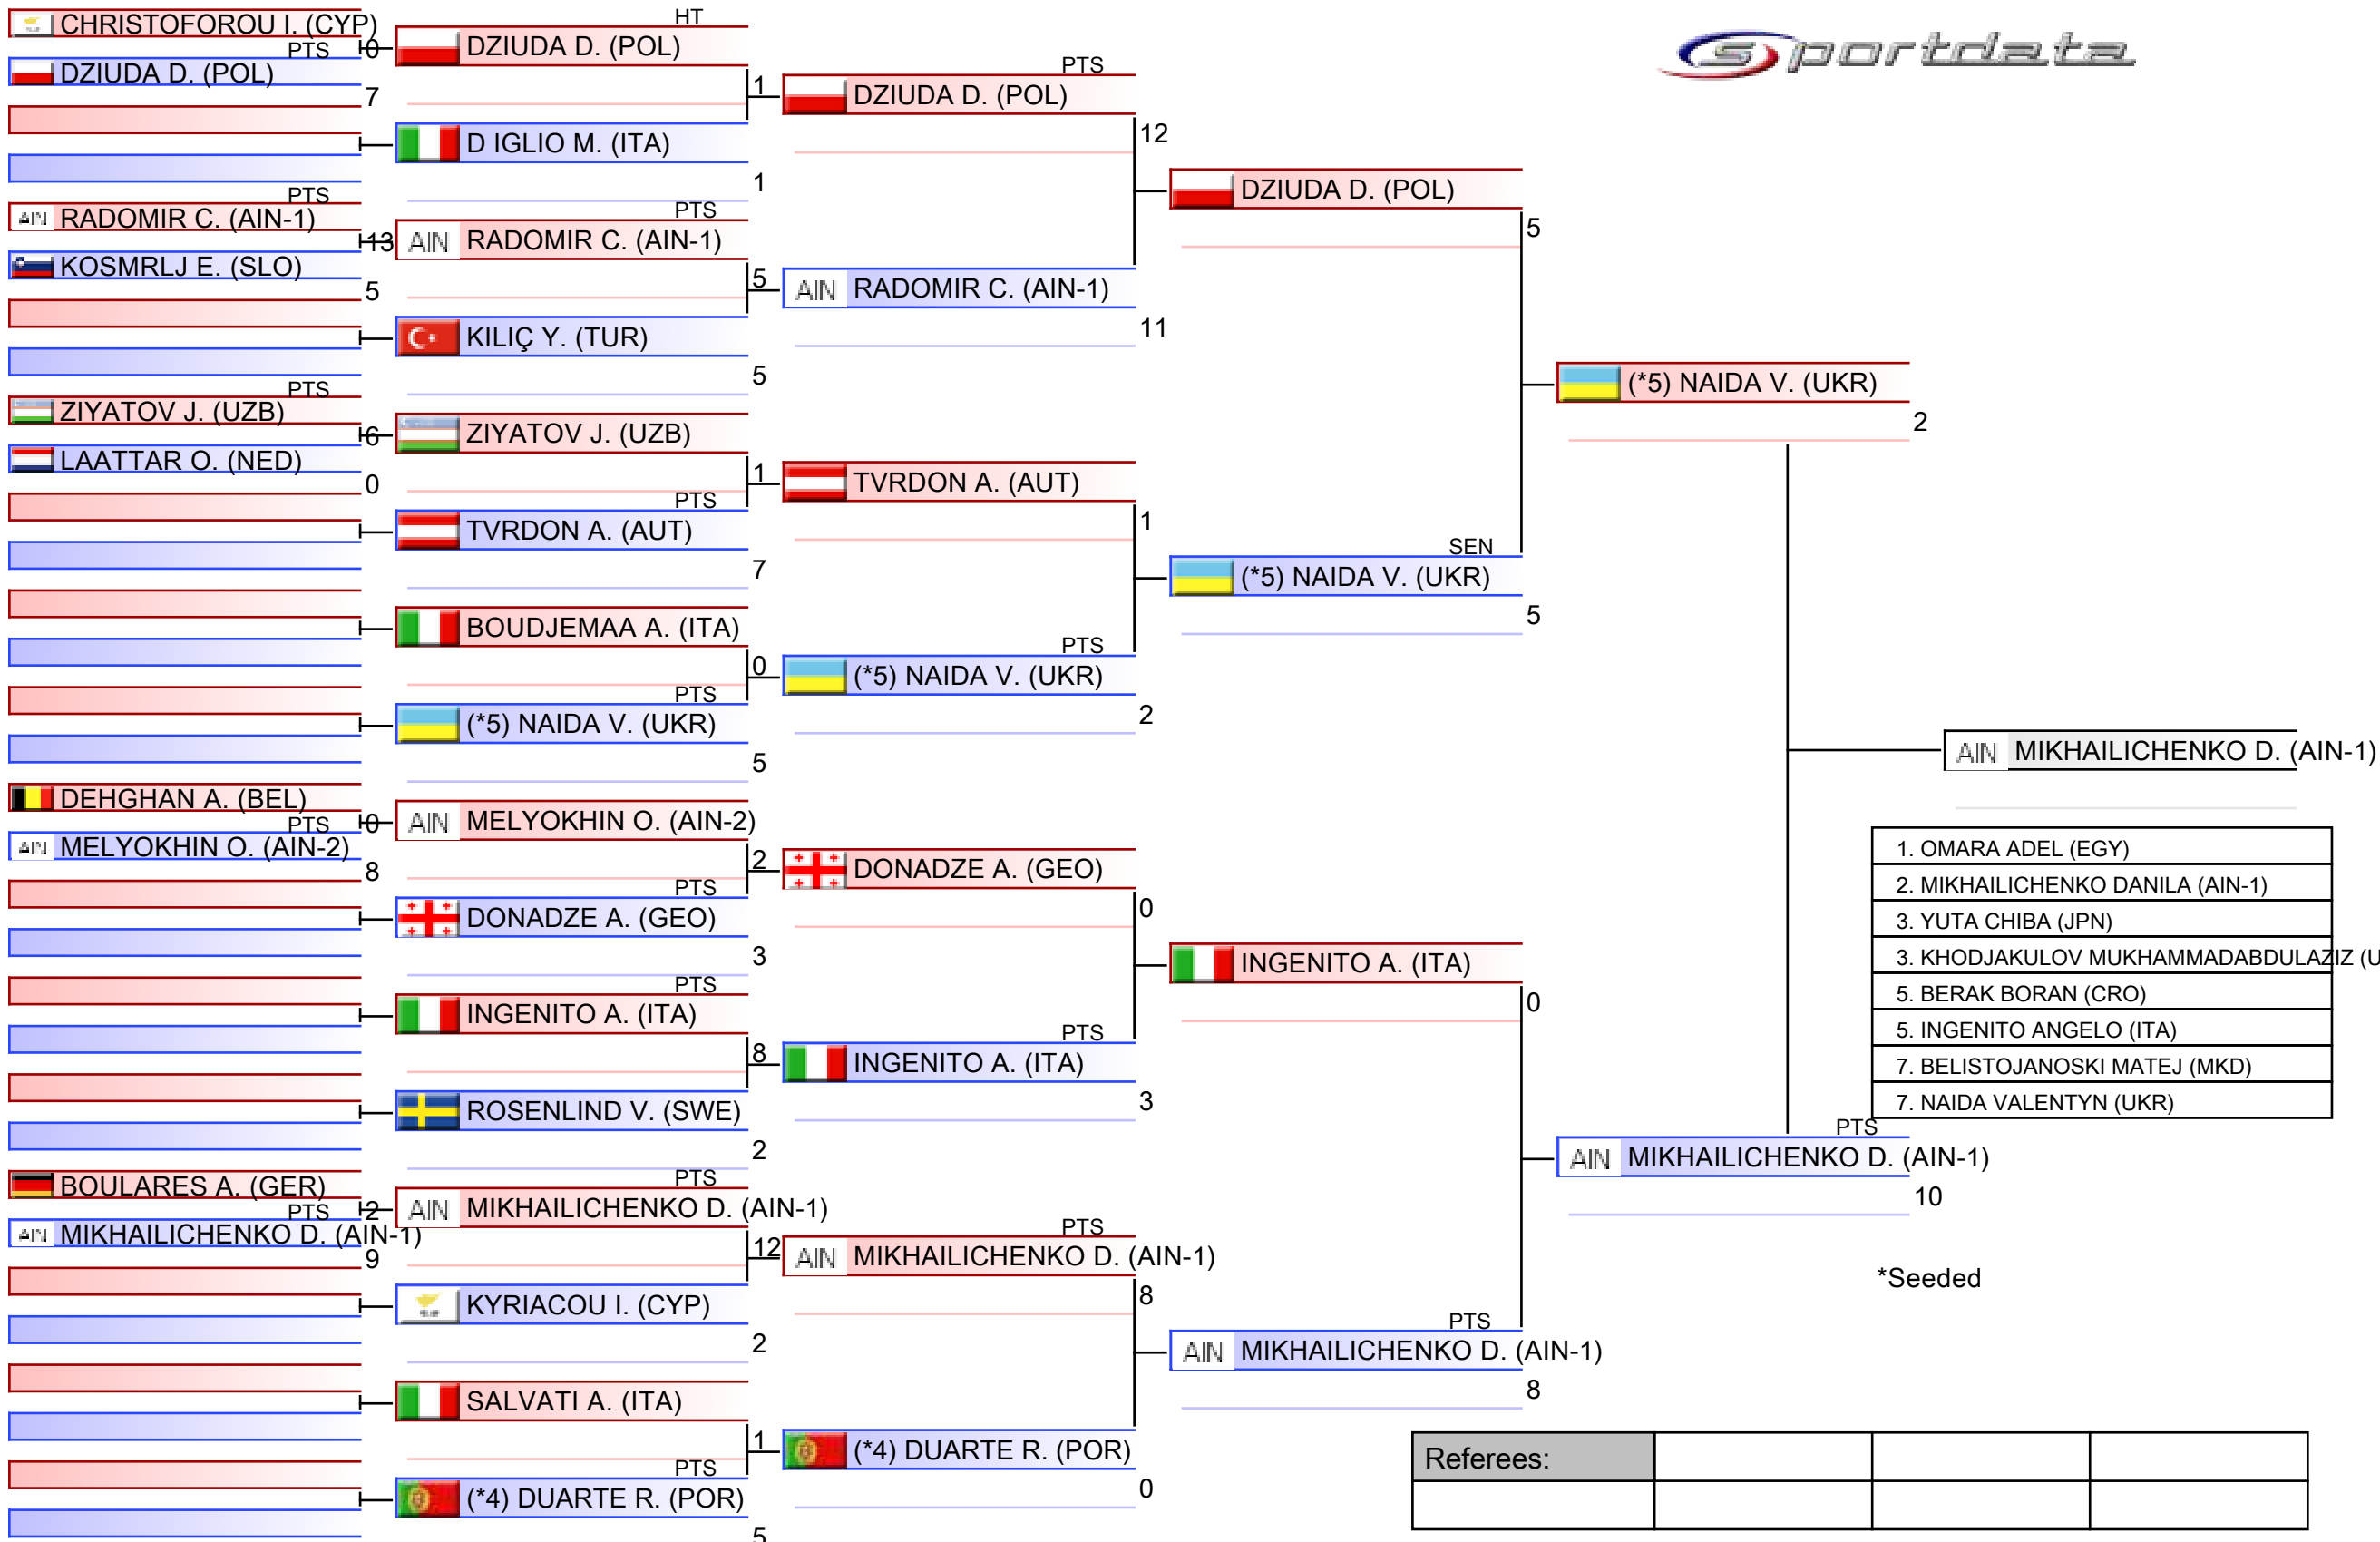 sportdata
CHRISTOFOROU I. (CYP)
PTS 0
DZIUDA D. (POL)
7
PTS
RADOMIR C. (AIN-1)
13
KOSMRLJ E. (SLO)
5
PTS
ZIYATOV J. (UZB)
6
LAATTAR O. (NED)
0
DEHGHAN A. (BEL)
PTS 0
MELYOKHIN O. (AIN-2)
8
BOULARES A. (GER)
PTS 2
MIKHAILICHENKO D. (AIN-1)
9
HT
DZIUDA D. (POL)
1
D IGLIO M. (ITA)
1
PTS
RADOMIR C. (AIN-1)
5
KILIÇ Y. (TUR)
5
ZIYATOV J. (UZB)
1
PTS
TVRDON A. (AUT)
7
BOUDJEMAA A. (ITA)
0
PTS
(*5) NAIDA V. (UKR)
5
MELYOKHIN O. (AIN-2)
2
PTS
DONADZE A. (GEO)
3
PTS
INGENITO A. (ITA)
8
ROSENLIND V. (SWE)
2
PTS
MIKHAILICHENKO D. (AIN-1)
12
KYRIACOU I. (CYP)
2
SALVATI A. (ITA)
1
PTS
(*4) DUARTE R. (POR)
5
PTS
DZIUDA D. (POL)
12
RADOMIR C. (AIN-1)
11
TVRDON A. (AUT)
1
PTS
(*5) NAIDA V. (UKR)
2
DONADZE A. (GEO)
0
PTS
INGENITO A. (ITA)
3
PTS
MIKHAILICHENKO D. (AIN-1)
8
(*4) DUARTE R. (POR)
0
DZIUDA D. (POL)
5
SEN
(*5) NAIDA V. (UKR)
5
INGENITO A. (ITA)
0
PTS
MIKHAILICHENKO D. (AIN-1)
8
(*5) NAIDA V. (UKR)
2
PTS
MIKHAILICHENKO D. (AIN-1)
10
AIN MIKHAILICHENKO D. (AIN-1)
1. OMARA ADEL (EGY)
2. MIKHAILICHENKO DANILA (AIN-1)
3. YUTA CHIBA (JPN)
3. KHODJAKULOV MUKHAMMADABDULAZIZ (U
5. BERAK BORAN (CRO)
5. INGENITO ANGELO (ITA)
7. BELISTOJANOSKI MATEJ (MKD)
7. NAIDA VALENTYN (UKR)
*Seeded
Referees: